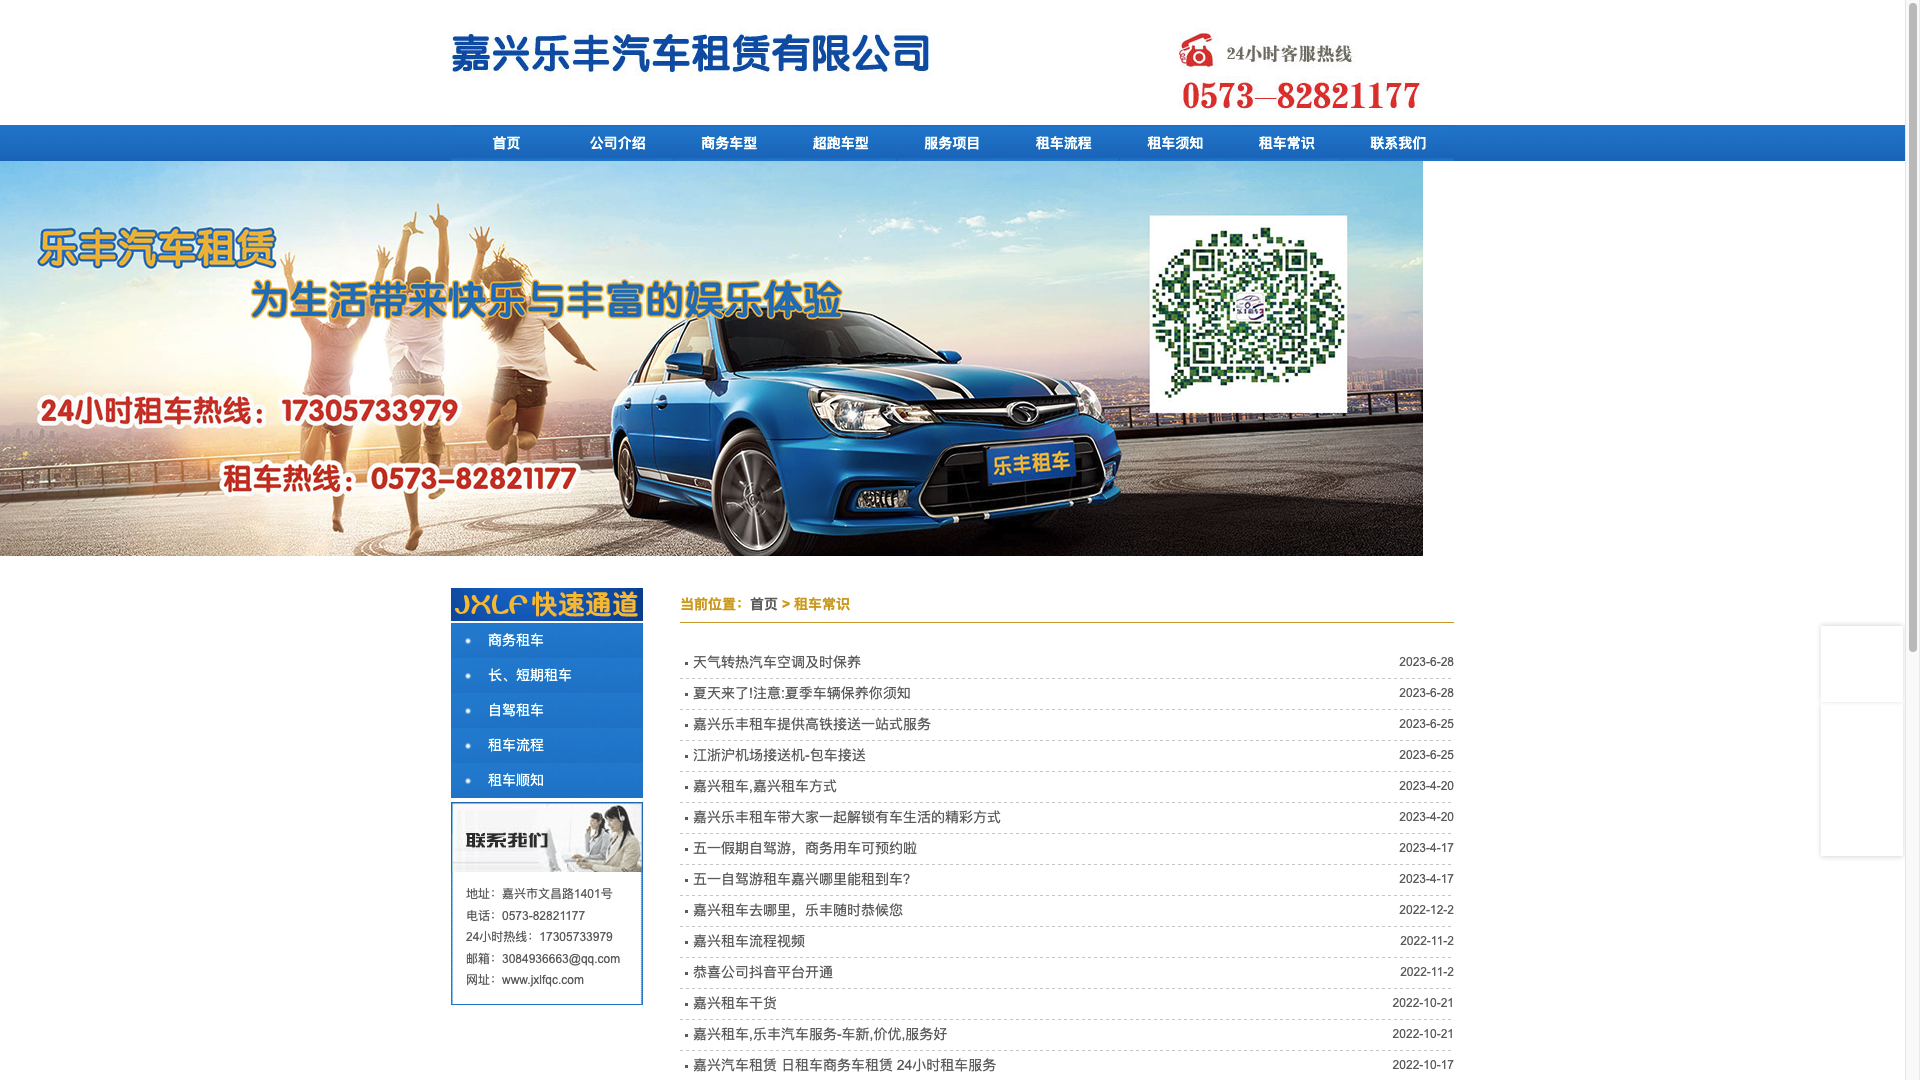 嘉兴乐丰汽车租赁有限公司
24小时客服热线
0573—82821177
首页 公司介绍 商务车型 超跑车型 服务项目 租车流程 租车须知 租车常识 联系我们
乐丰汽车租赁
为生活带来快乐与丰富的娱乐体验
24小时租车热线：17305733979
租车热线：0573-82821177
乐丰租车
JXLF 快速通道
商务租车
长、短期租车
自驾租车
租车流程
租车顺知
联系我们
地址：嘉兴市文昌路1401号
电话：0573-82821177
24小时热线：17305733979
邮箱：3084936663@qq.com
网址：www.jxlfqc.com
当前位置：首页 > 租车常识
天气转热汽车空调及时保养 2023-6-28
夏天来了!注意:夏季车辆保养你须知 2023-6-28
嘉兴乐丰租车提供高铁接送一站式服务 2023-6-25
江浙沪机场接送机-包车接送 2023-6-25
嘉兴租车,嘉兴租车方式 2023-4-20
嘉兴乐丰租车带大家一起解锁有车生活的精彩方式 2023-4-20
五一假期自驾游，商务用车可预约啦 2023-4-17
五一自驾游租车嘉兴哪里能租到车? 2023-4-17
嘉兴租车去哪里，乐丰随时恭候您 2022-12-2
嘉兴租车流程视频 2022-11-2
恭喜公司抖音平台开通 2022-11-2
嘉兴租车干货 2022-10-21
嘉兴租车,乐丰汽车服务-车新,价优,服务好 2022-10-21
嘉兴汽车租赁 日租车商务车租赁 24小时租车服务 2022-10-17